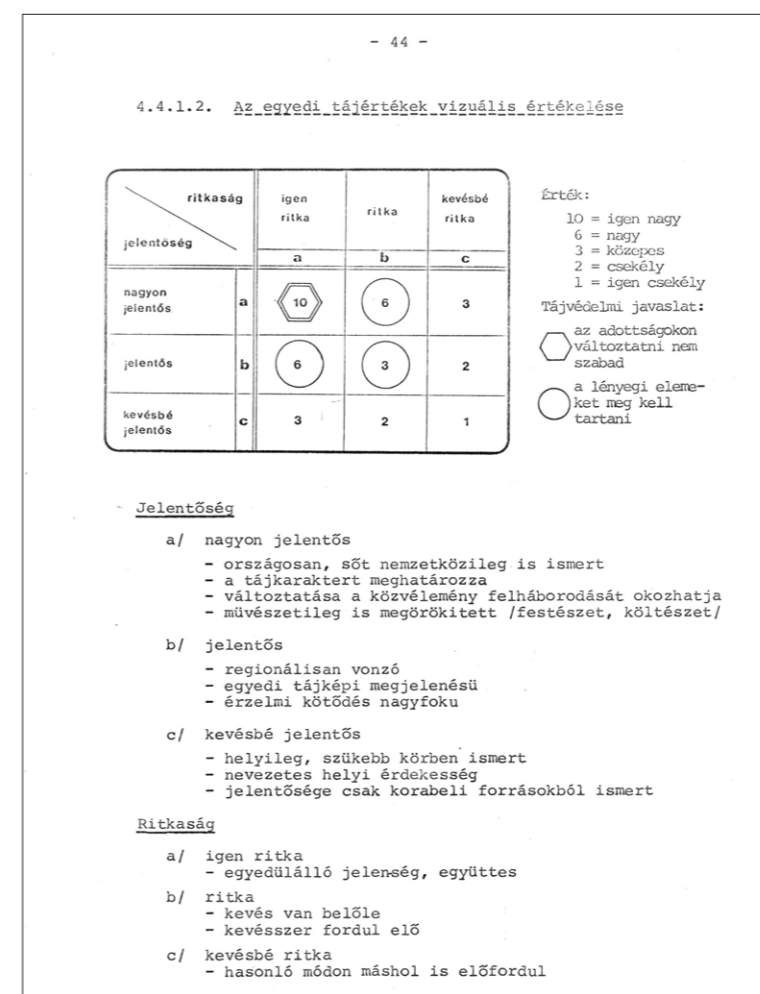 - 44 -
4.4.1.2. Az egyedi tájértékek vizuális értékelése
ritkaság
jelentöség
igen
ritka
ritka
kevésbé
ritka
a b c
nagyon
jelentős a 10 6 3
jelentős b 6 3 2
kevésbé
jelentős c 3 2 1
Érték:
10 = igen nagy
6 = nagy
3 = közepes
2 = csekély
1 = igen csekély
Tájvédelmi javaslat:
az adottságokon
változtatni nem
szabad
a lényegi eleme-
ket meg kell
tartani
Jelentőség
a/ nagyon jelentős
- országosan, sőt nemzetközileg is ismert
- a tájkaraktert meghatározza
- változtatása a közvélemény felháborodását okozhatja
- müvészetileg is megörökitett /festészet, költészet/
b/ jelentős
- regionálisan vonzó
- egyedi tájképi megjelenésü
- érzelmi kötődés nagyfoku
c/ kevésbé jelentős
- helyileg, szükebb körben ismert
- nevezetes helyi érdekesség
- jelentősége csak korabeli forrásokból ismert
Ritkaság
a/ igen ritka
- egyedülálló jelenség, együttes
b/ ritka
- kevés van belőle
- kevésszer fordul elő
c/ kevésbé ritka
- hasonló módon máshol is előfordul